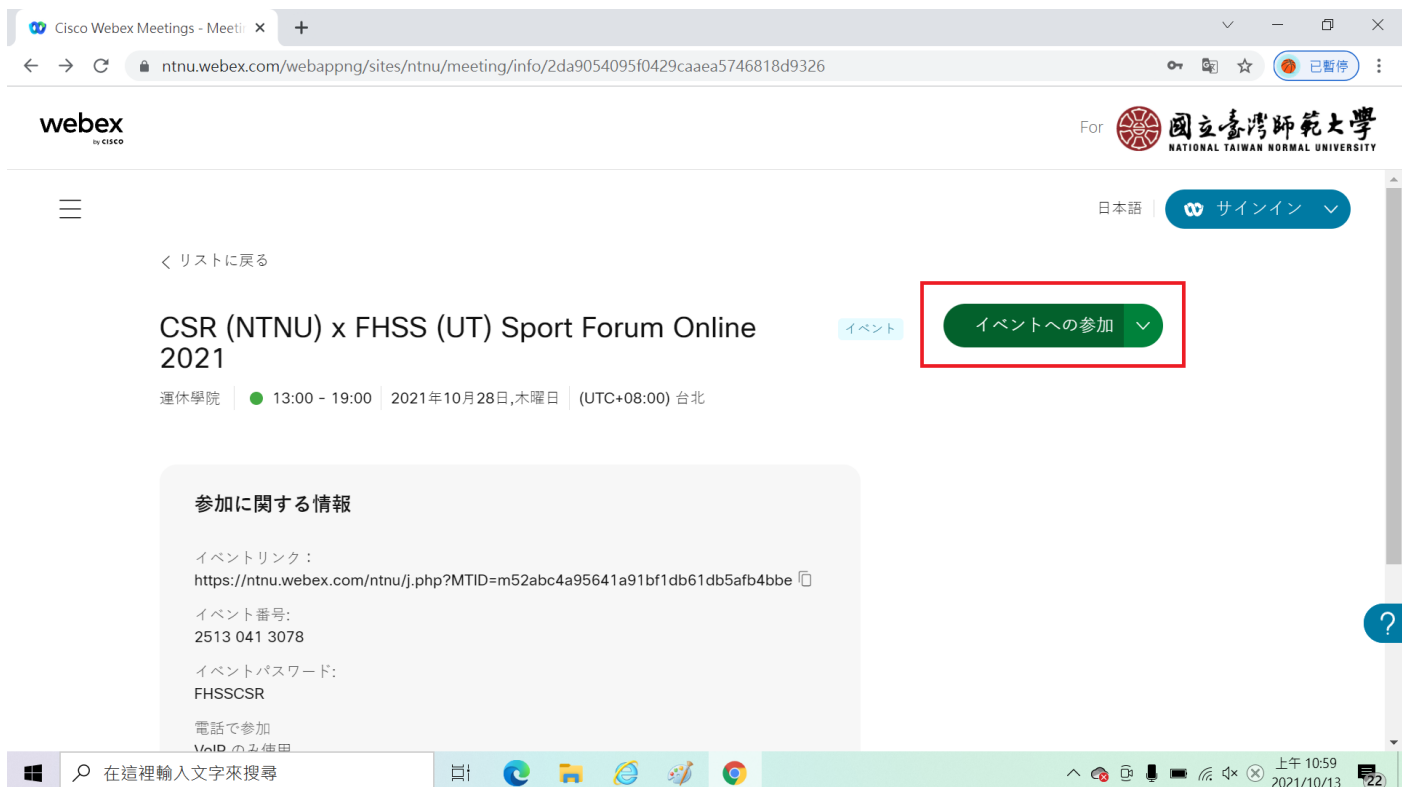 Cisco Webex Meetings - Meeti
ntnu.webex.com/webappng/sites/ntnu/meeting/info/2da9054095f0429caaea5746818d9326
已暫停
webex
by CISCO
For
國立臺灣師範大學
NATIONAL TAIWAN NORMAL UNIVERSITY
日本語
サインイン
リストに戻る
CSR (NTNU) x FHSS (UT) Sport Forum Online
2021
イベント
イベントへの参加
運休學院 13:00 - 19:00 2021年10月28日,木曜日 (UTC+08:00) 台北
参加に関する情報
イベントリンク：
https://ntnu.webex.com/ntnu/j.php?MTID=m52abc4a95641a91bf1db61db5afb4bbe
イベント番号:
2513 041 3078
イベントパスワード:
FHSSCSR
電話で参加
VoIP のみ使用
?
在這裡輸入文字來搜尋
上午 10:59
2021/10/13
22